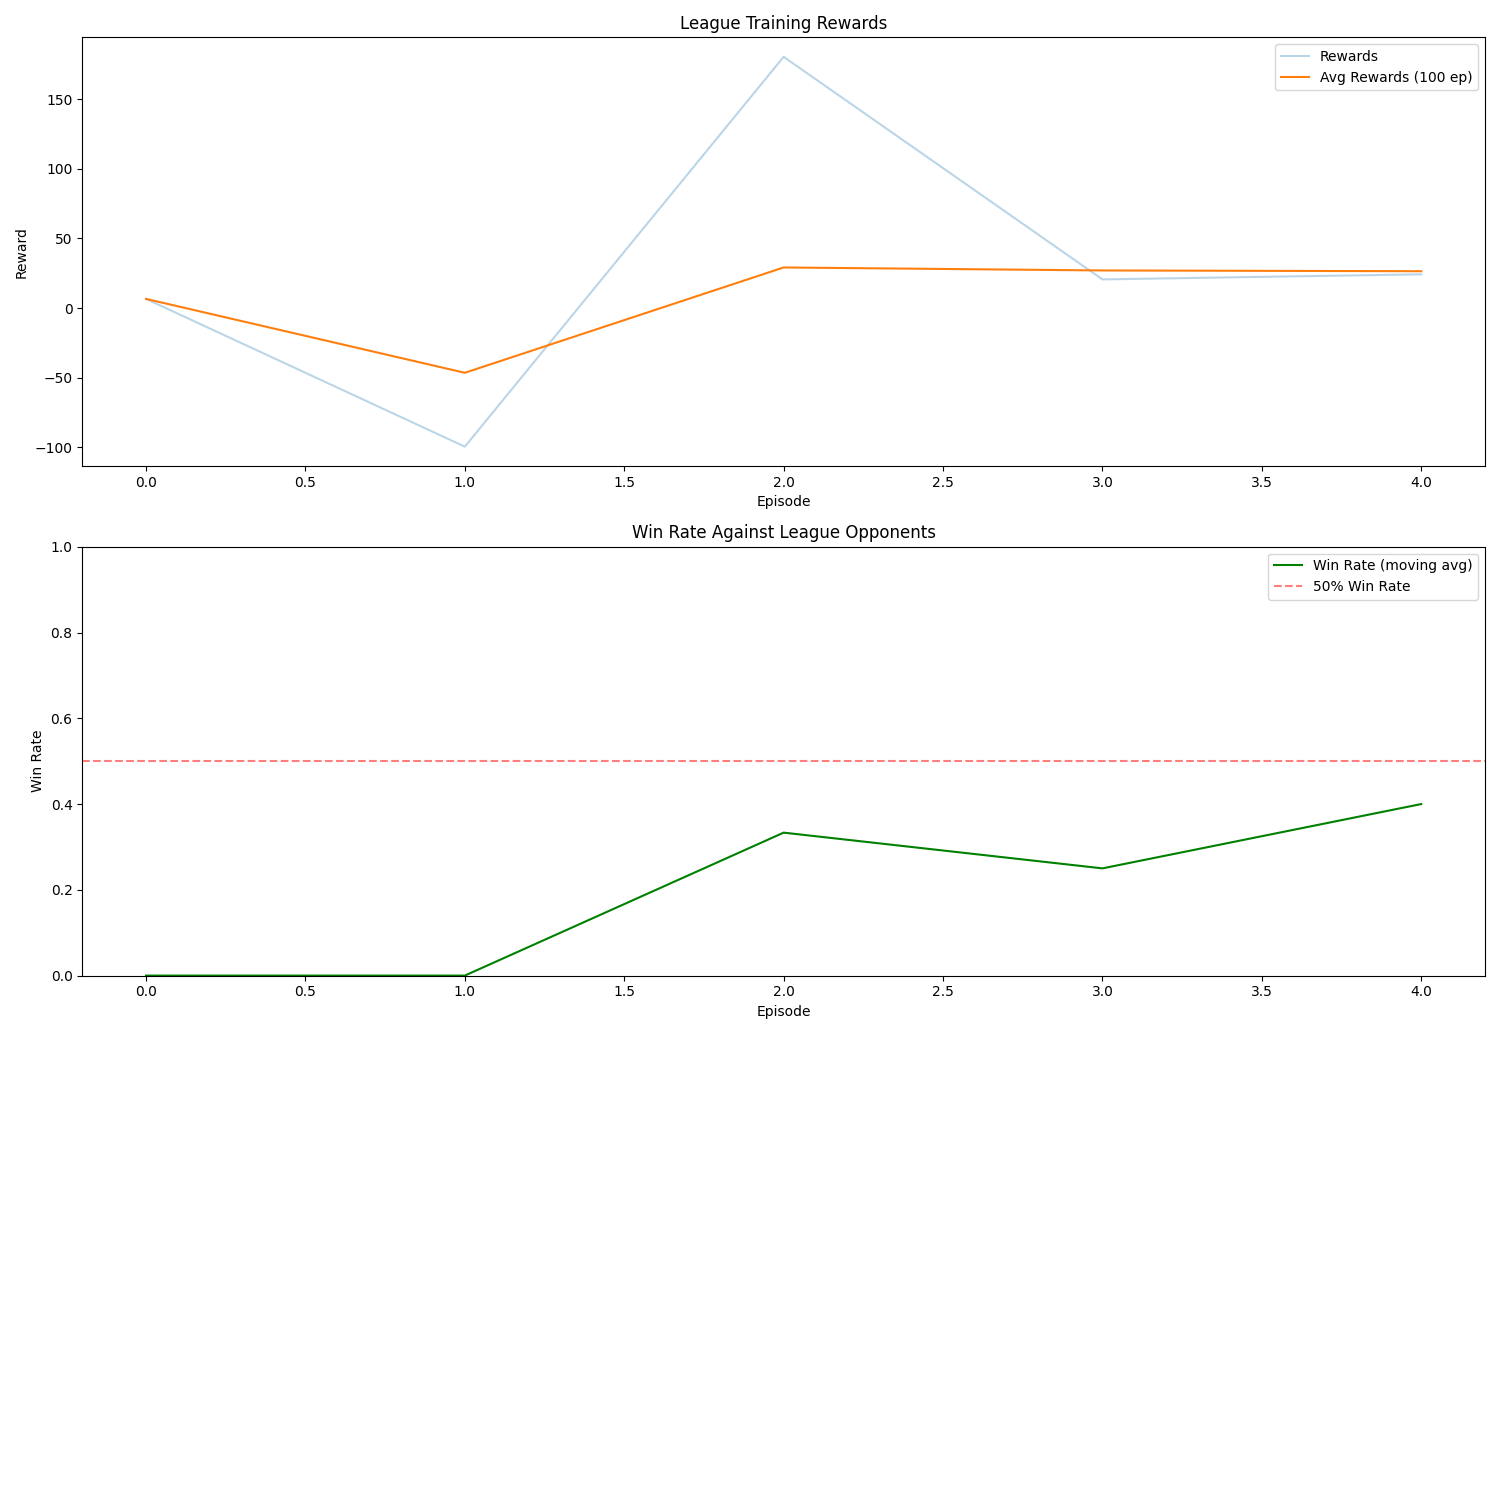 League Training Rewards
Rewards
Avg Rewards (100 ep)
150
100
50
0
−50
−100
Reward
0.0 0.5 1.0 1.5 2.0 2.5 3.0 3.5 4.0
Episode
Win Rate Against League Opponents
Win Rate (moving avg)
50% Win Rate
1.0
0.8
0.6
0.4
0.2
0.0
Win Rate
0.0 0.5 1.0 1.5 2.0 2.5 3.0 3.5 4.0
Episode